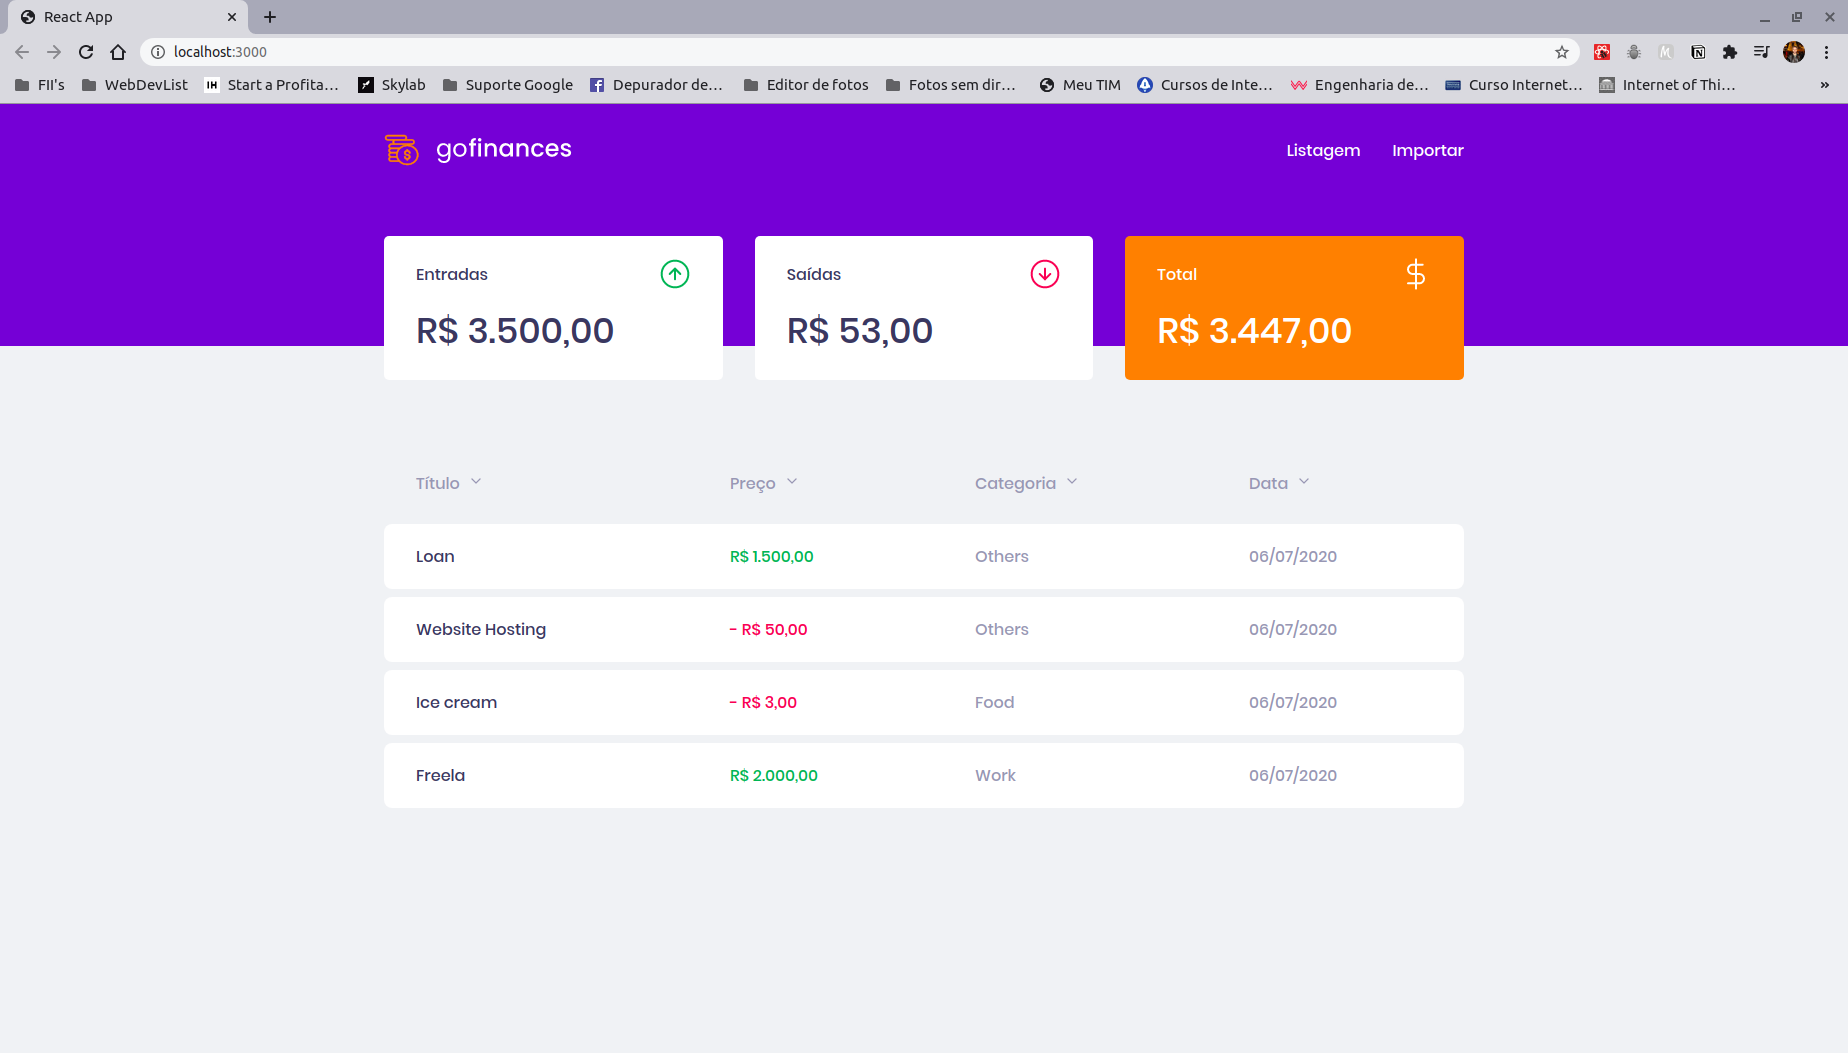 React App
localhost:3000
FII's WebDevList Start a Profita... Skylab Suporte Google Depurador de... Editor de fotos Fotos sem dir... Meu TIM Cursos de Inte... Engenharia de... Curso Internet... Internet of Thi... »
gofinances Listagem Importar
Entradas
R$ 3.500,00
Saídas
R$ 53,00
Total
R$ 3.447,00
Título Preço Categoria Data
Loan R$ 1.500,00 Others 06/07/2020
Website Hosting - R$ 50,00 Others 06/07/2020
Ice cream - R$ 3,00 Food 06/07/2020
Freela R$ 2.000,00 Work 06/07/2020